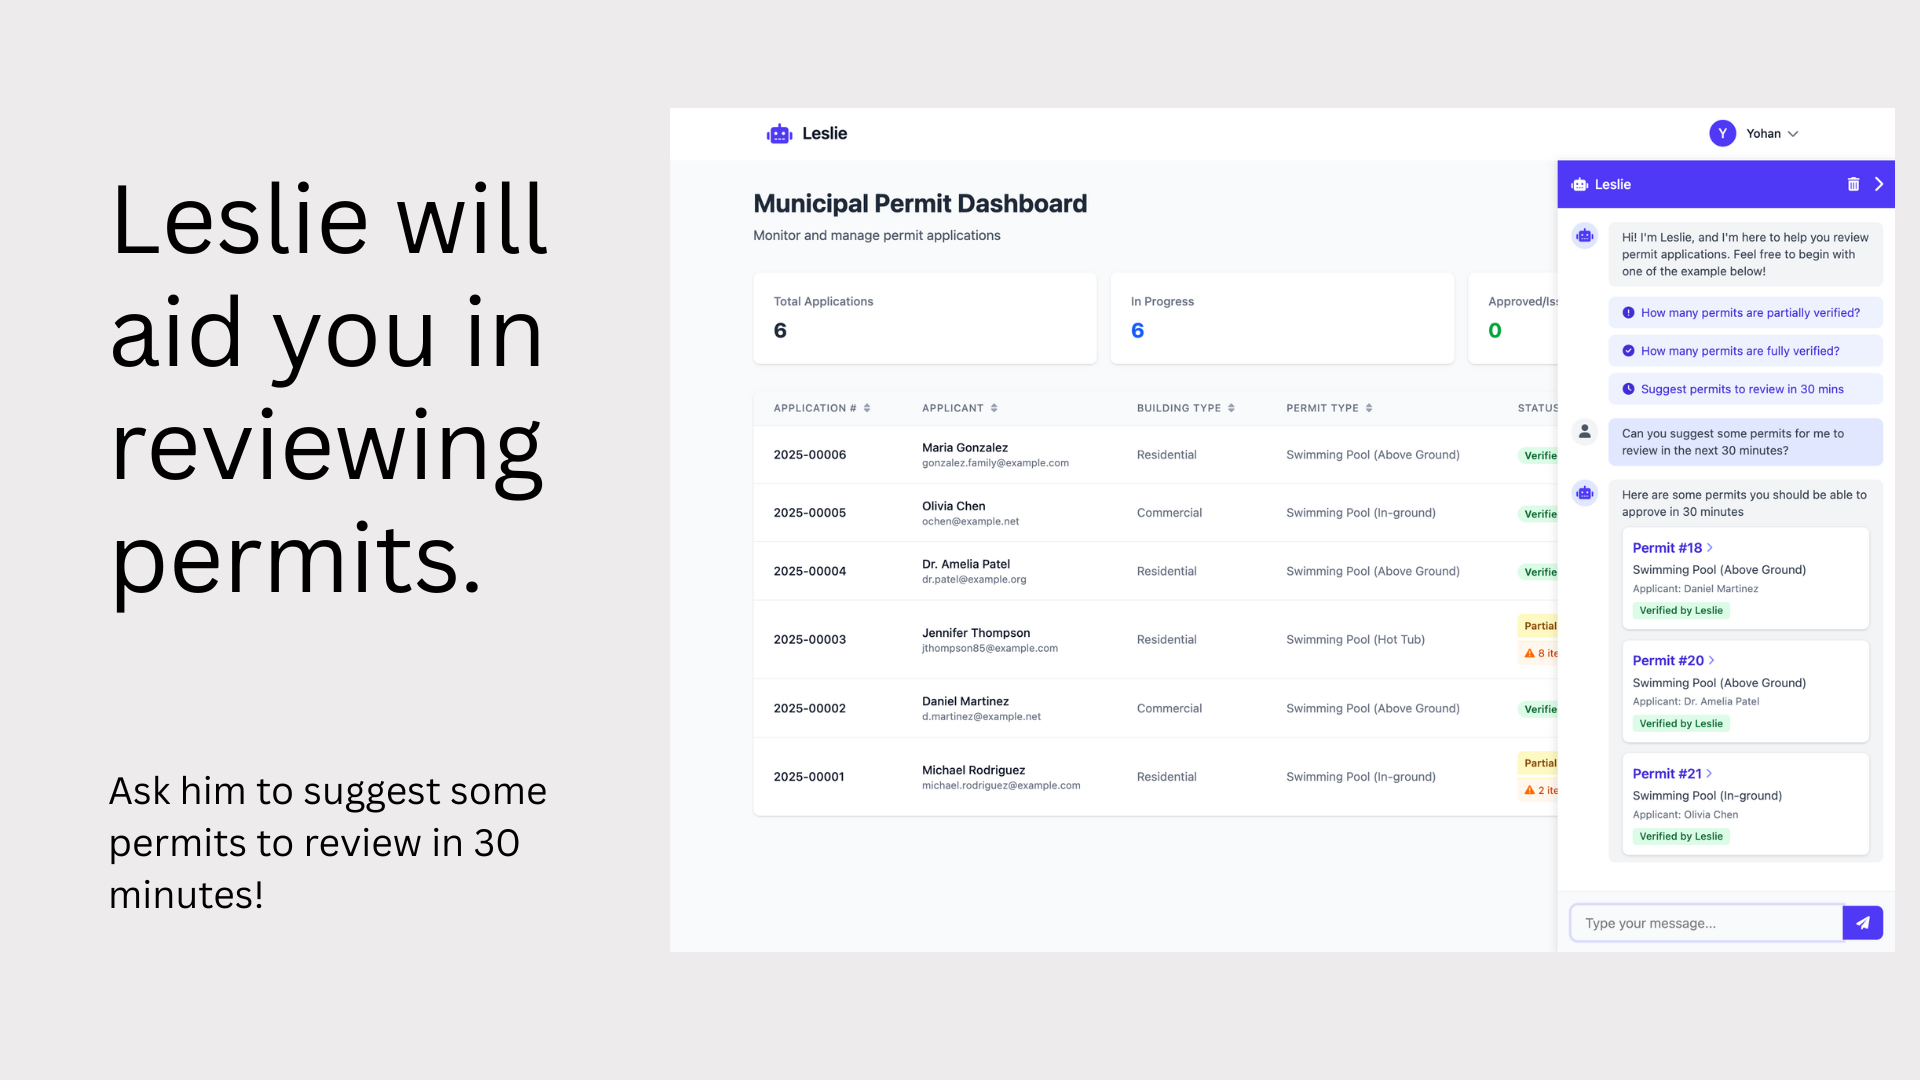 Leslie will
aid you in
reviewing
permits.
Ask him to suggest some
permits to review in 30
minutes!
Leslie
Y Yohan
Municipal Permit Dashboard
Monitor and manage permit applications
Total Applications
6
In Progress
6
Approved/Iss
0
APPLICATION # APPLICANT BUILDING TYPE PERMIT TYPE STATUS
2025-00006 Maria Gonzalez Residential Swimming Pool (Above Ground) Verifie
gonzalez.family@example.com
2025-00005 Olivia Chen Commercial Swimming Pool (In-ground) Verifie
ochen@example.net
2025-00004 Dr. Amelia Patel Residential Swimming Pool (Above Ground) Verifie
dr.patel@example.org
2025-00003 Jennifer Thompson Residential Swimming Pool (Hot Tub) Partial
jthompson85@example.com 8 ite
2025-00002 Daniel Martinez Commercial Swimming Pool (Above Ground) Verifie
d.martinez@example.net
2025-00001 Michael Rodriguez Residential Swimming Pool (In-ground) Partial
michael.rodriguez@example.com 2 ite
Leslie
Hi! I'm Leslie, and I'm here to help you review
permit applications. Feel free to begin with
one of the example below!
How many permits are partially verified?
How many permits are fully verified?
Suggest permits to review in 30 mins
Can you suggest some permits for me to
review in the next 30 minutes?
Here are some permits you should be able to
approve in 30 minutes
Permit #18
Swimming Pool (Above Ground)
Applicant: Daniel Martinez
Verified by Leslie
Permit #20
Swimming Pool (Above Ground)
Applicant: Dr. Amelia Patel
Verified by Leslie
Permit #21
Swimming Pool (In-ground)
Applicant: Olivia Chen
Verified by Leslie
Type your message...